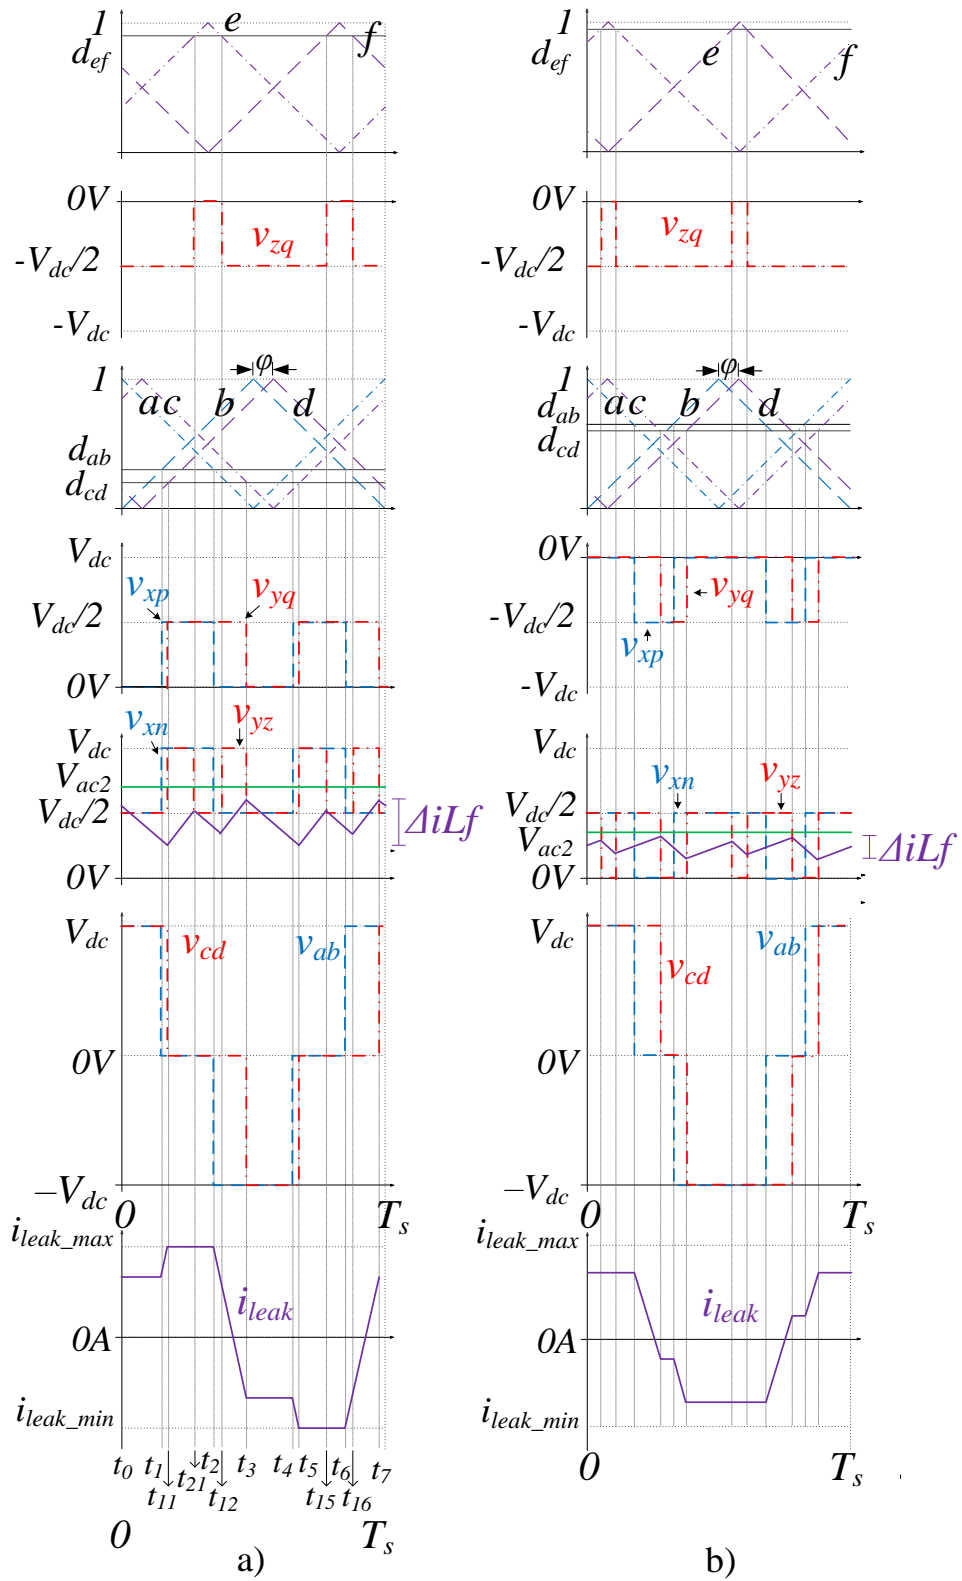 1 e f
d_ef
0V
v_zq
-V_dc/2
-V_dc
φ
1 a c b d
d_ab
d_cd
V_dc
v_xp v_yq
V_dc/2
0V
v_xn v_yz
V_dc
V_ac2
V_dc/2
ΔiLf
0V
V_dc
v_cd v_ab
0V
–V_dc
0 T_s
i_leak_max
i_leak
0A
i_leak_min
t_0 t_1 t_2 t_3 t_4 t_5 t_6 t_7
t_11 t_21 t_12 t_15 t_16
0 T_s
a)
1
d_ef e f
0V
v_zq
-V_dc/2
-V_dc
φ
1
d_ab a c b d
d_cd
0V
v_yq
-V_dc/2
v_xp
-V_dc
V_dc
v_xn v_yz
V_dc/2
V_ac2
ΔiLf
0V
V_dc
v_ab
v_cd
0V
–V_dc
0 T_s
i_leak_max
i_leak
0A
i_leak_min
0 T_s
b)